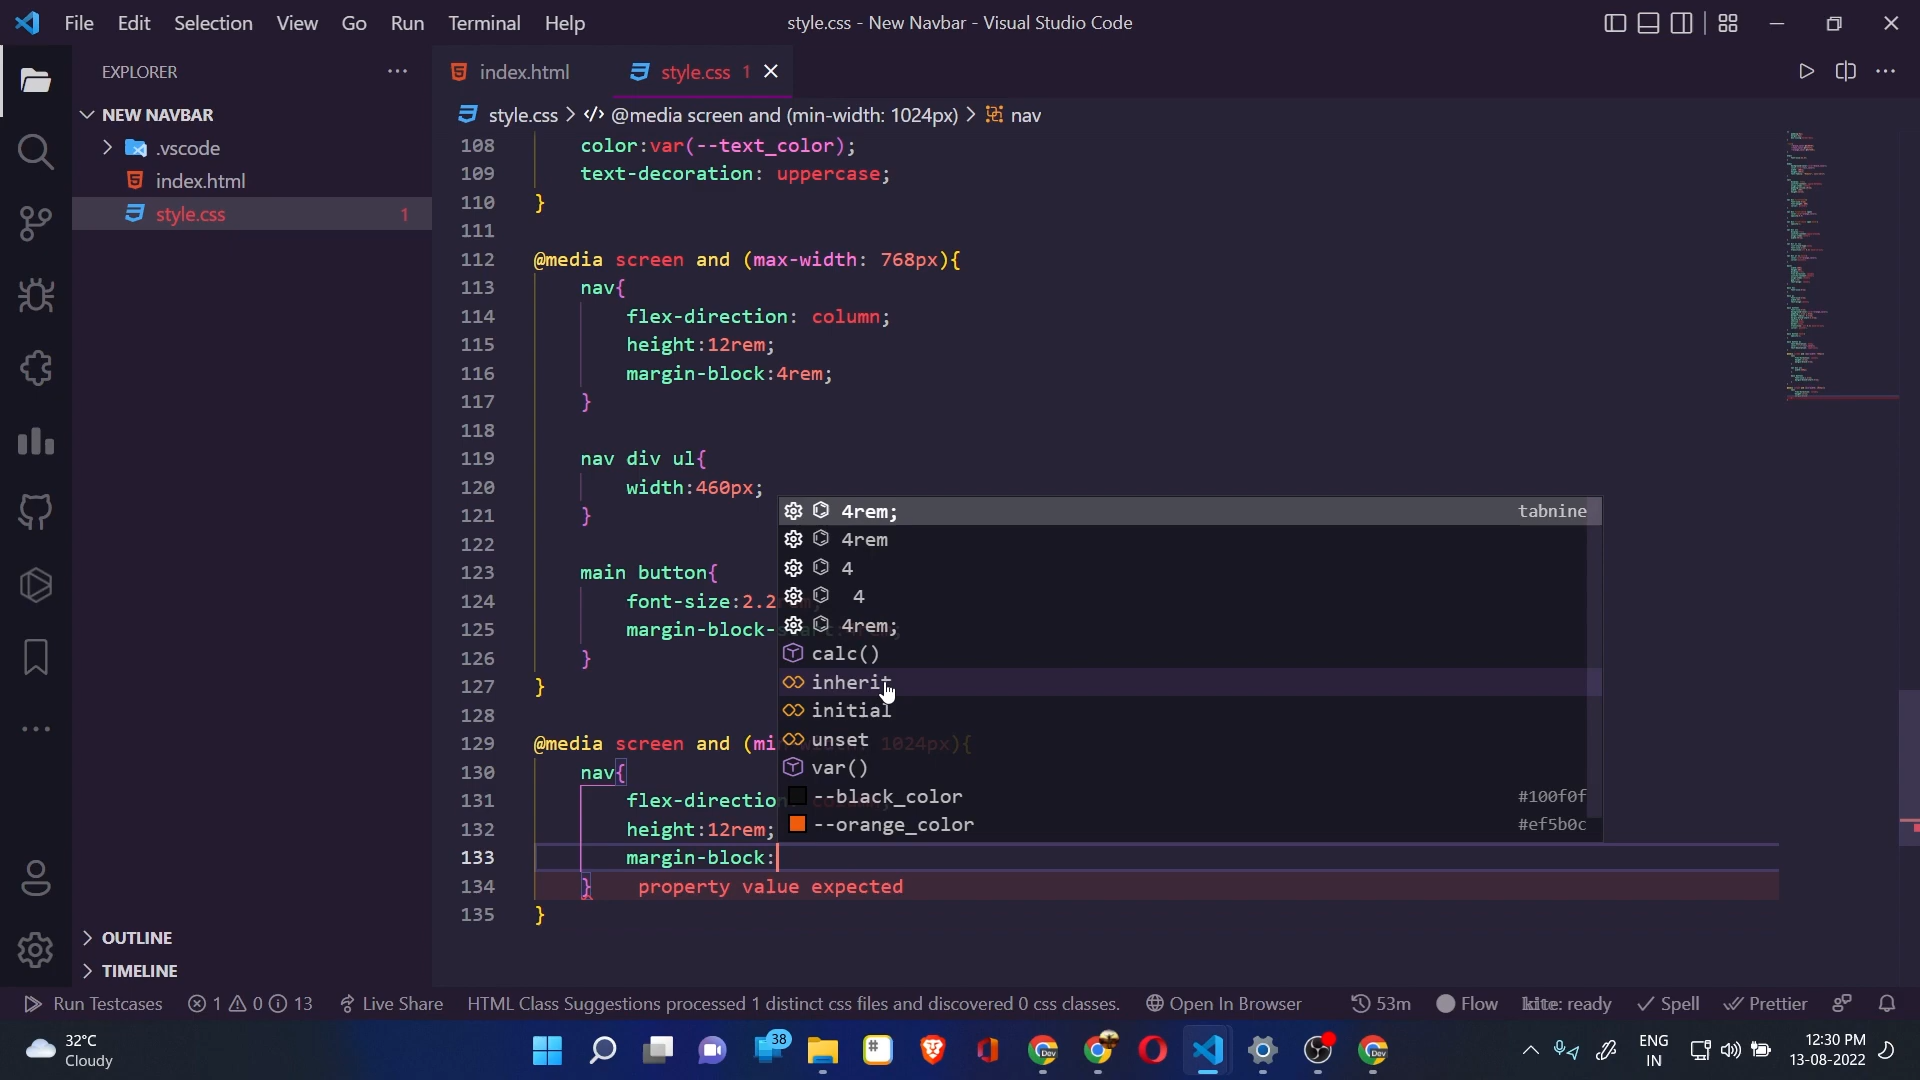 File Edit Selection View Go Run Terminal Help
style.css - New Navbar - Visual Studio Code
EXPLORER
NEW NAVBAR
.vscode
index.html
style.css 1
OUTLINE
TIMELINE
index.html
style.css 1
style.css > @media screen and (min-width: 1024px) > nav
108 color:var(--text_color);
109 text-decoration: uppercase;
110 }
111
112 @media screen and (max-width: 768px){
113 nav{
114 flex-direction: column;
115 height:12rem;
116 margin-block:4rem;
117 }
118
119 nav div ul{
120 width:460px;
121 }
122
123 main button{
124 font-size:2.2
125 margin-block-
126 }
127 }
128
129 @media screen and (min-width: 1024px){
130 nav{
131 flex-direction
132 height:12rem;
133 margin-block:
134 } property value expected
135 }
4rem; tabnine
4rem
4
4
4rem;
calc()
inherit
initial
unset
var()
--black_color #100f0f
--orange_color #ef5b0c
Run Testcases 1 0 13 Live Share HTML Class Suggestions processed 1 distinct css files and discovered 0 css classes. Open In Browser 53m Flow kite: ready Spell Prettier
32°C
Cloudy
38
Dev
Dev
ENG
IN
12:30 PM
13-08-2022